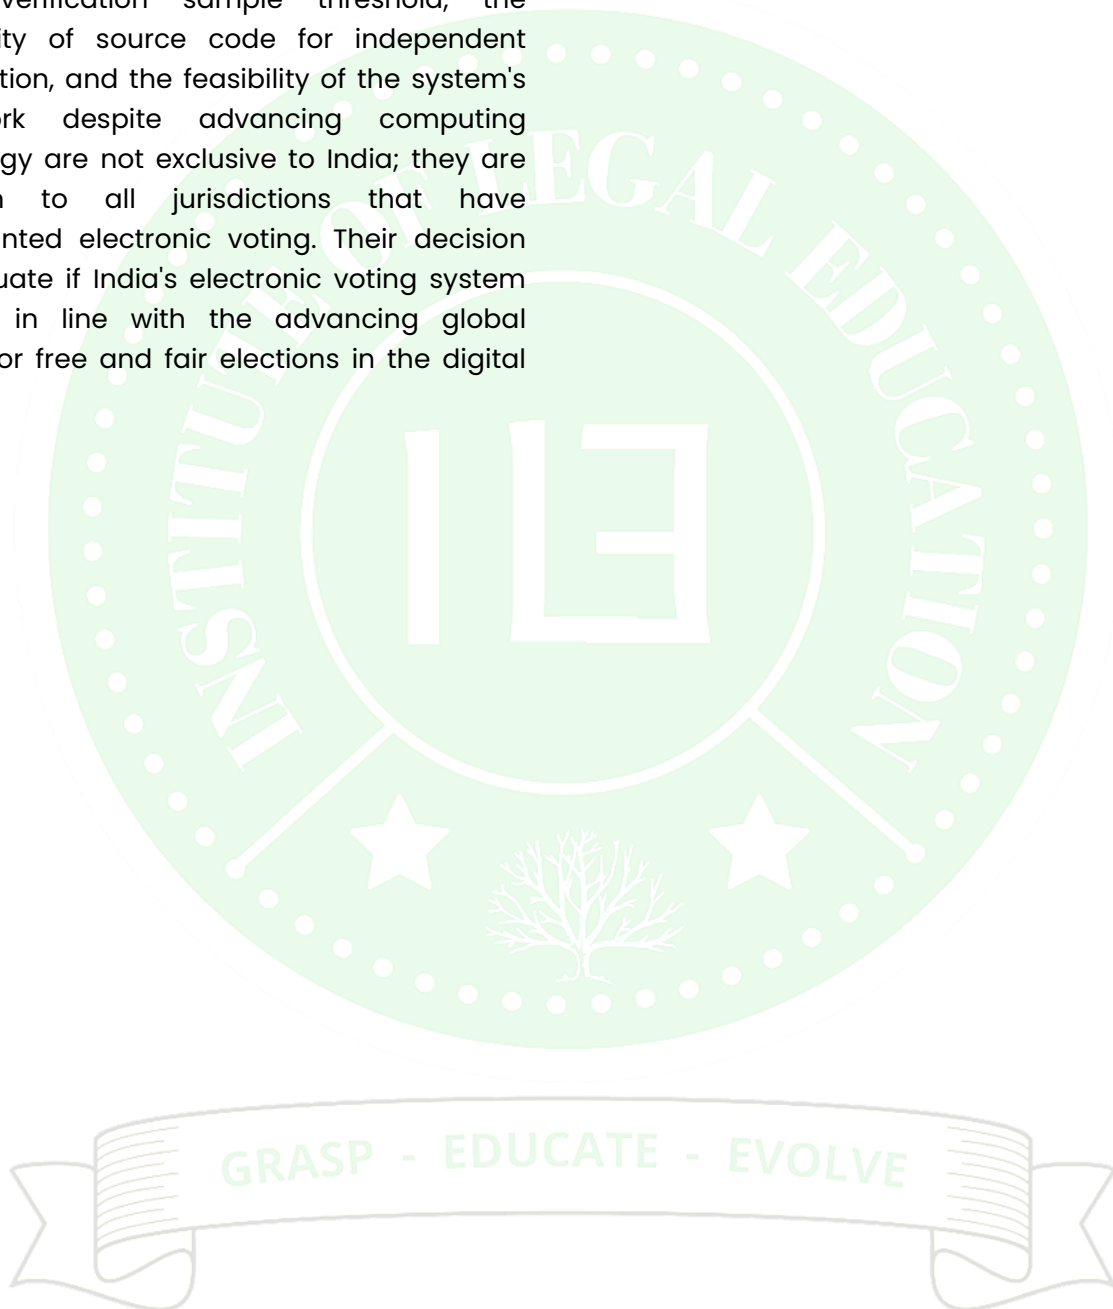 verification sample threshold, the
ity of source code for independent
tion, and the feasibility of the system's
rk despite advancing computing
gy are not exclusive to India; they are
n to all jurisdictions that have
nted electronic voting. Their decision
uate if India's electronic voting system
in line with the advancing global
or free and fair elections in the digital
INSTITUTE OF LEGAL EDUCATION
ILE
GRASP - EDUCATE - EVOLVE